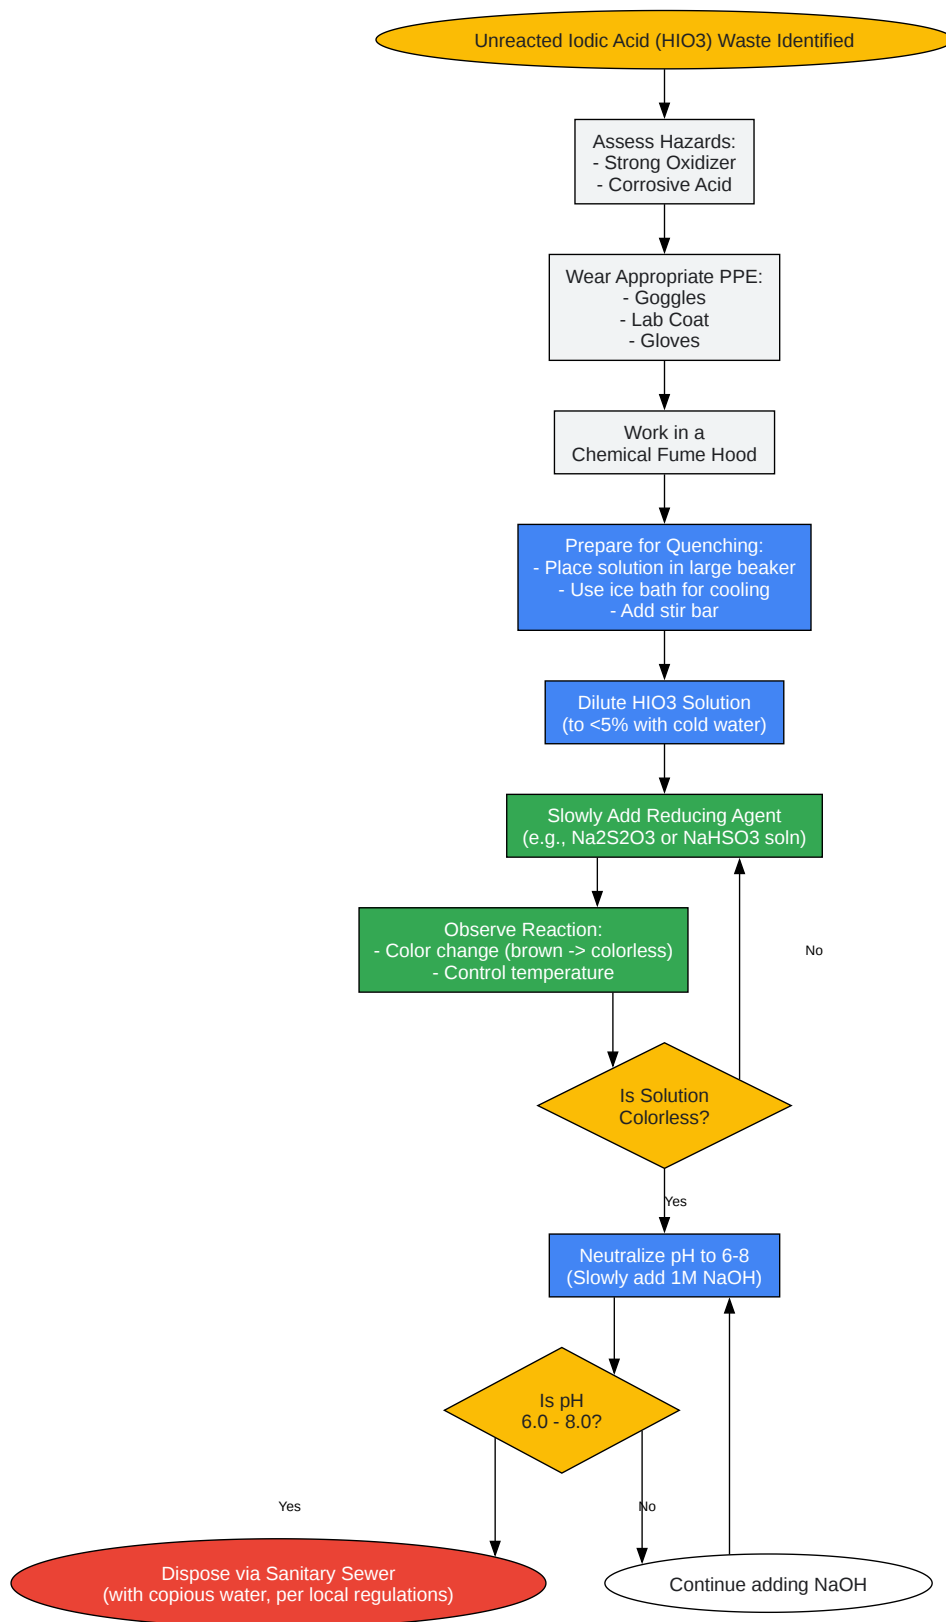 Unreacted Iodic Acid (HIO3) Waste Identified
Assess Hazards:
- Strong Oxidizer
- Corrosive Acid
Wear Appropriate PPE:
- Goggles
- Lab Coat
- Gloves
Work in a
Chemical Fume Hood
Prepare for Quenching:
- Place solution in large beaker
- Use ice bath for cooling
- Add stir bar
Dilute HIO3 Solution
(to <5% with cold water)
Slowly Add Reducing Agent
(e.g., Na2S2O3 or NaHSO3 soln)
Observe Reaction:
- Color change (brown -> colorless)
- Control temperature
No
Is Solution
Colorless?
Yes
Neutralize pH to 6-8
(Slowly add 1M NaOH)
Is pH
6.0 - 8.0?
Yes
No
Dispose via Sanitary Sewer
(with copious water, per local regulations)
Continue adding NaOH